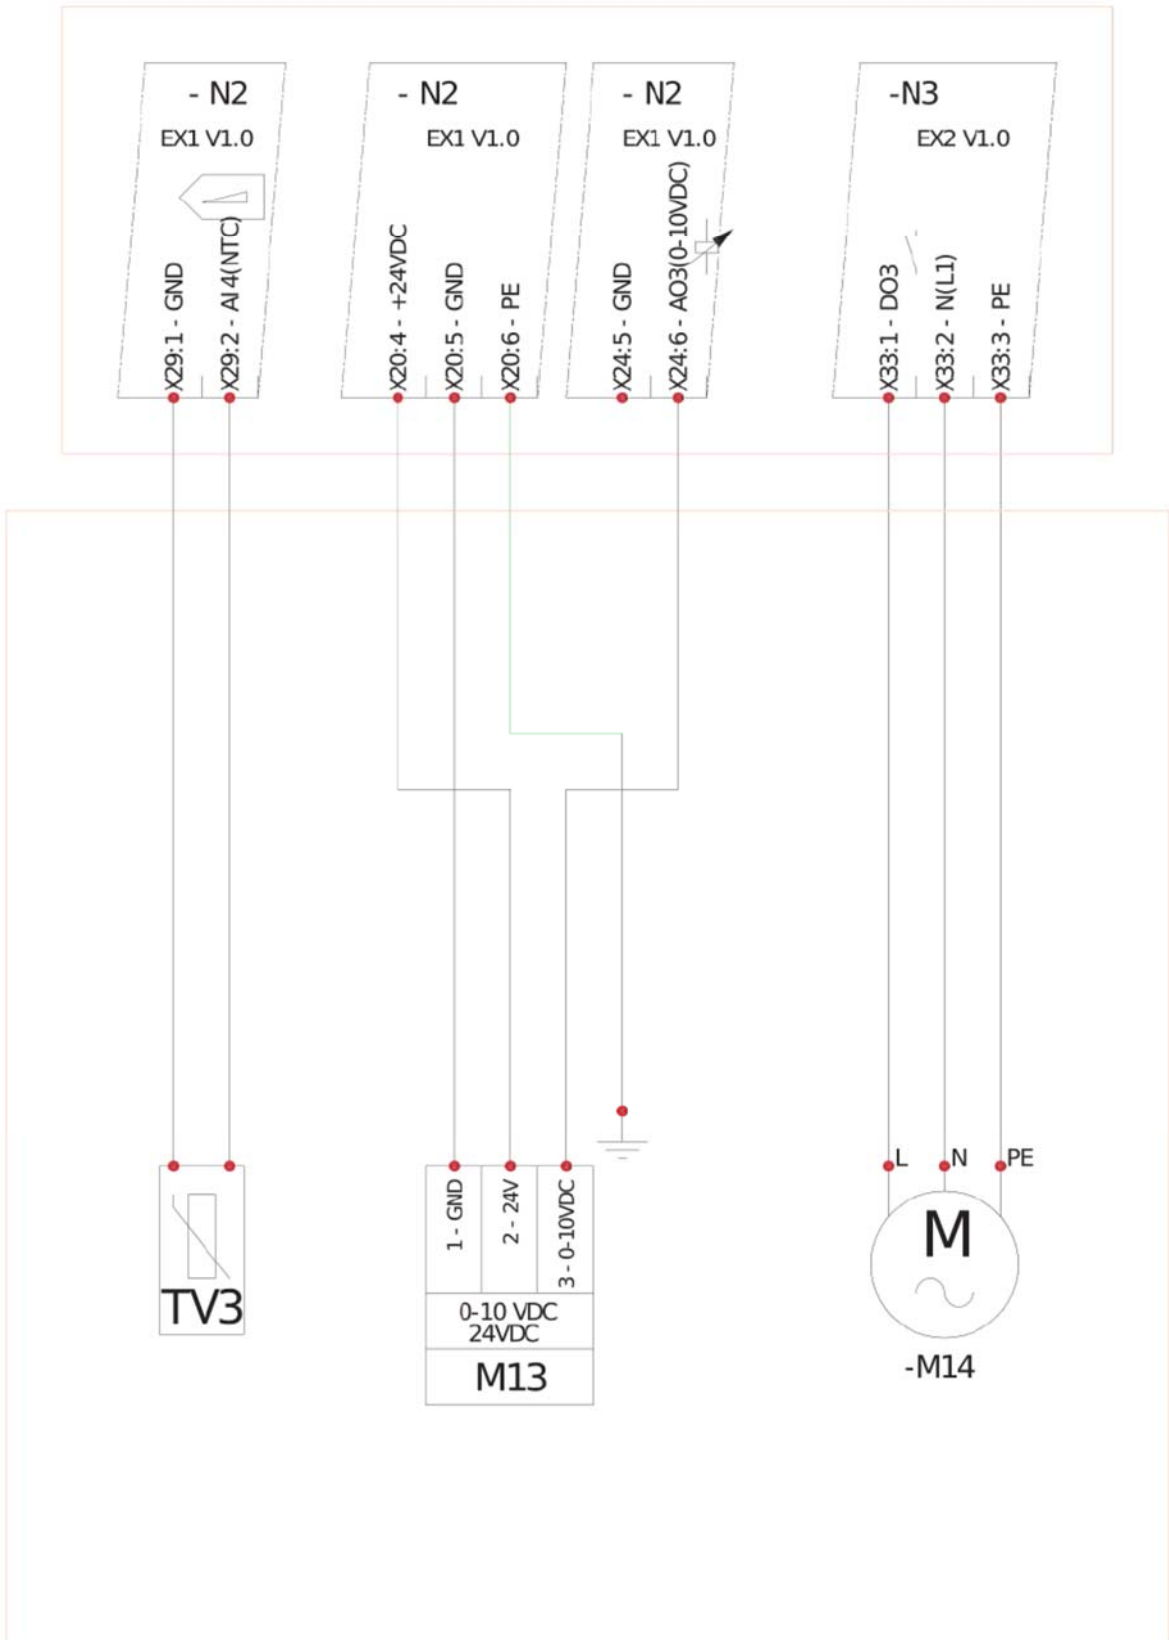 - N2
EX1 V1.0
X29:1 - GND
X29:2 - AI4(NTC)
- N2
EX1 V1.0
X20:4 - +24VDC
X20:5 - GND
X20:6 - PE
- N2
EX1 V1.0
X24:5 - GND
X24:6 - AO3(0-10VDC)
-N3
EX2 V1.0
X33:1 - DO3
X33:2 - N(L1)
X33:3 - PE
TV3
1 - GND
2 - 24V
3 - 0-10VDC
0-10 VDC
24VDC
M13
L
N
PE
M
-M14